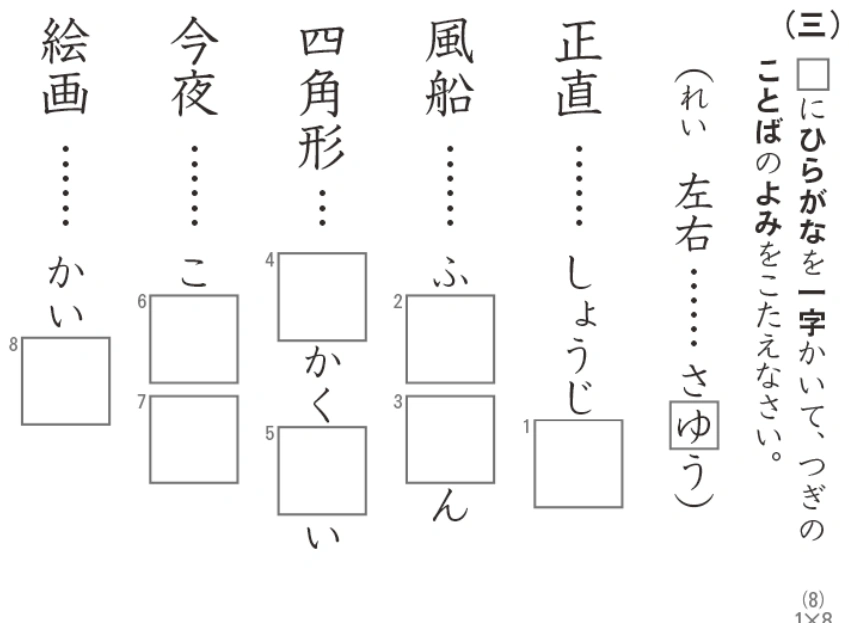 (三)
□にひらがなを一字かいて、つぎの
ことばのよみをこたえなさい。
(8)
1×8
(れい 左右……さゆう)
正直……しょうじ1□
風船……ふ2□3□ん
四角形…4□かく5□い
今夜……こ6□7□
絵画……かい8□